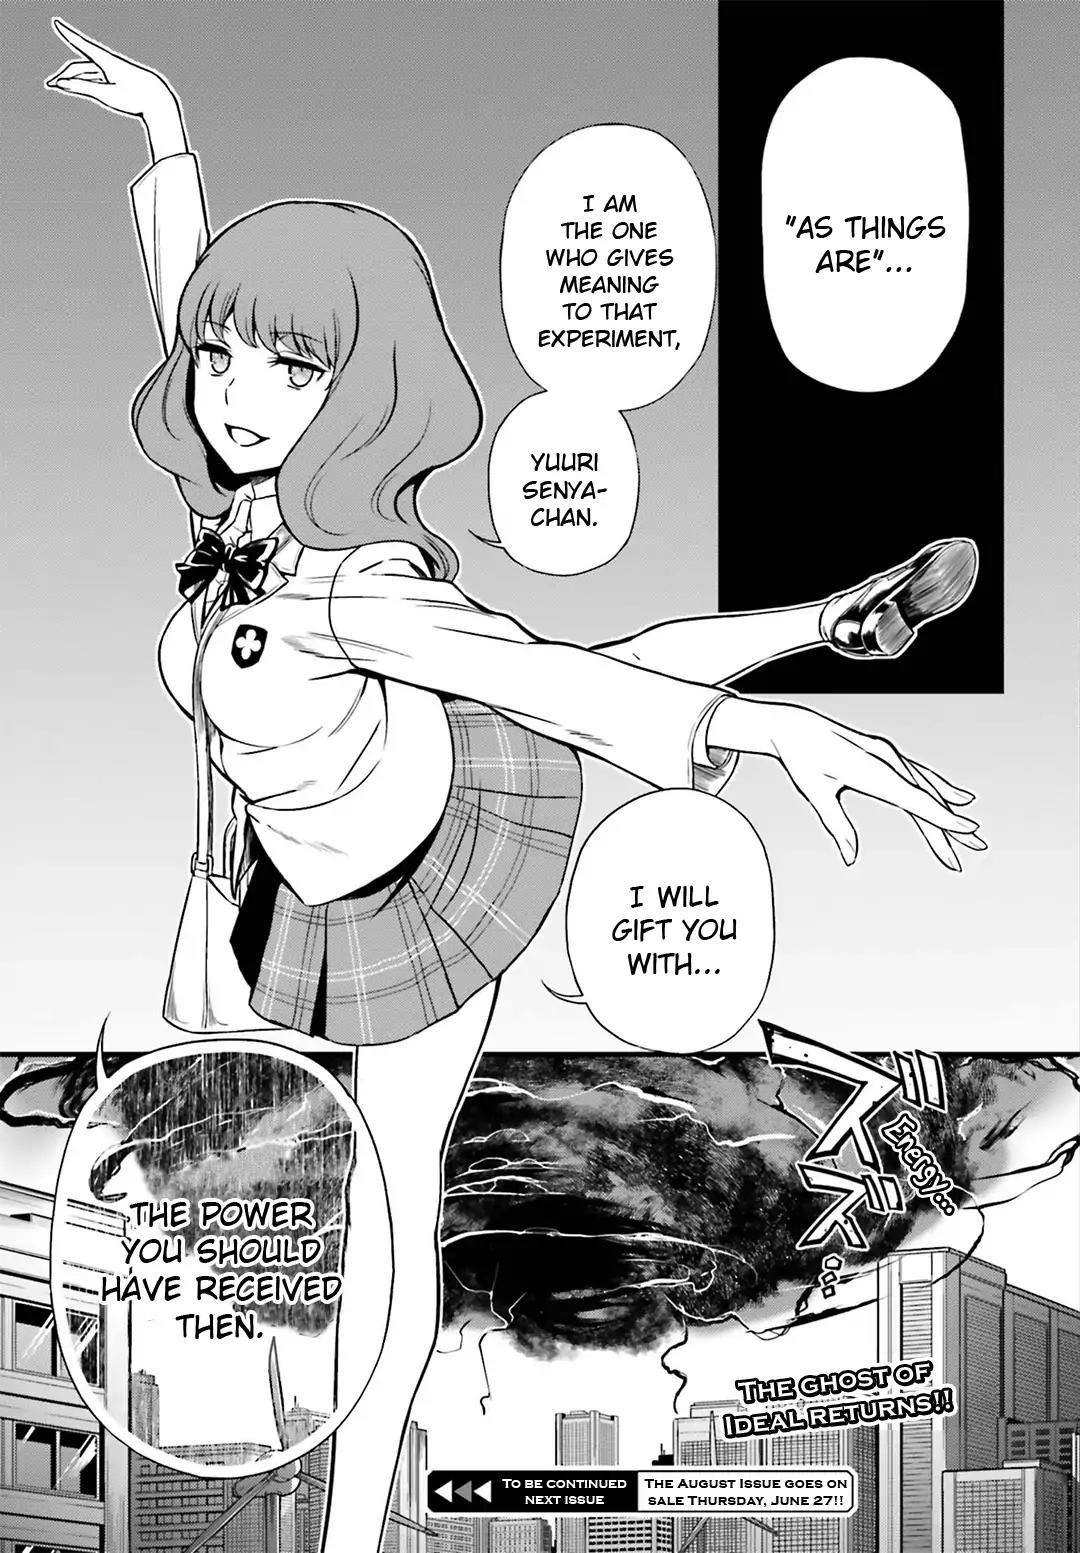 "AS THINGS
ARE"...
I AM
THE ONE
WHO GIVES
MEANING
TO THAT
EXPERIMENT,
YUURI
SENYA-
CHAN.
I WILL
GIFT YOU
WITH...
Energy...
THE POWER
YOU SHOULD
HAVE RECEIVED
THEN.
THE GHOST OF
IDEAL RETURNS!!
TO BE CONTINUED
NEXT ISSUE
THE AUGUST ISSUE GOES ON
SALE THURSDAY, JUNE 27!!